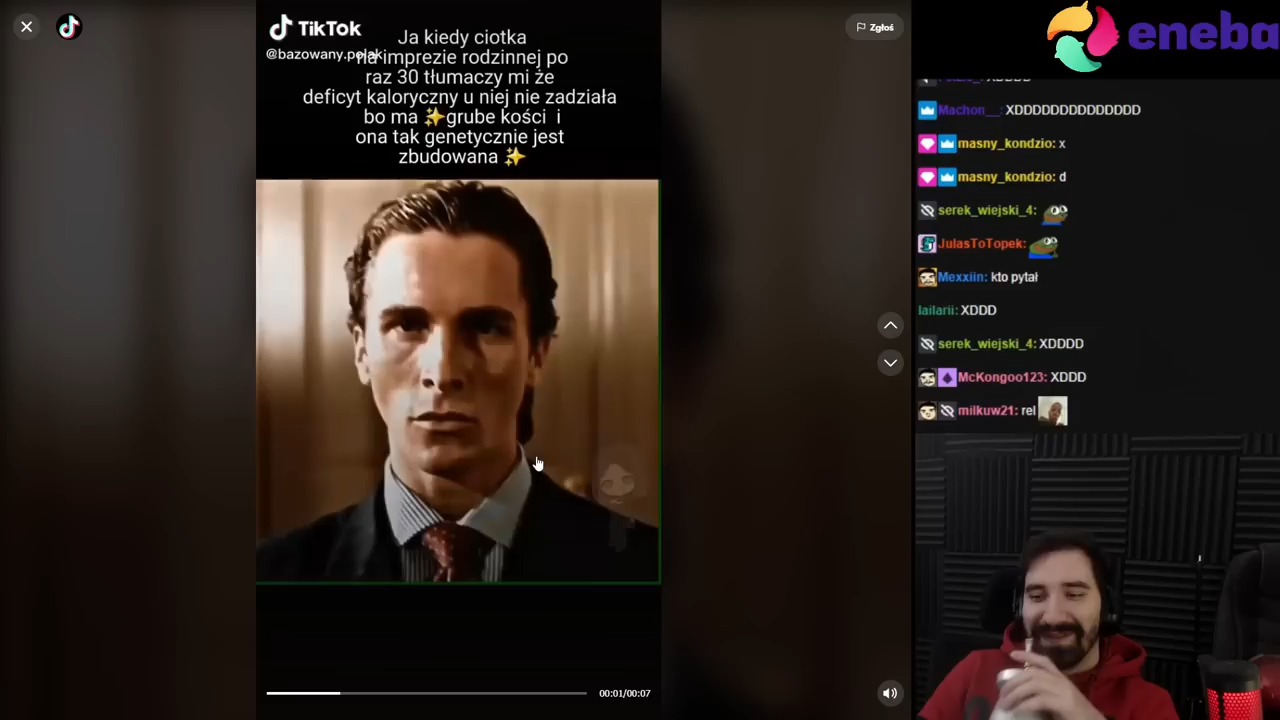 TikTok
@bazowany.polak
Ja kiedy ciotka
na imprezie rodzinnej po
raz 30 tłumaczy mi że
deficyt kaloryczny u niej nie zadziała
bo ma ✨grube kości i
ona tak genetycznie jest
zbudowana ✨
00:01/00:07
Zgłoś
eneba
XDDDD
Machon__: XDDDDDDDDDDDDDD
masny_kondzio: x
masny_kondzio: d
serek_wiejski_4:
JulasToTopek:
Mexxiin: kto pytał
lailarii: XDDD
serek_wiejski_4: XDDDD
McKongoo123: XDDD
milkuw21: rel